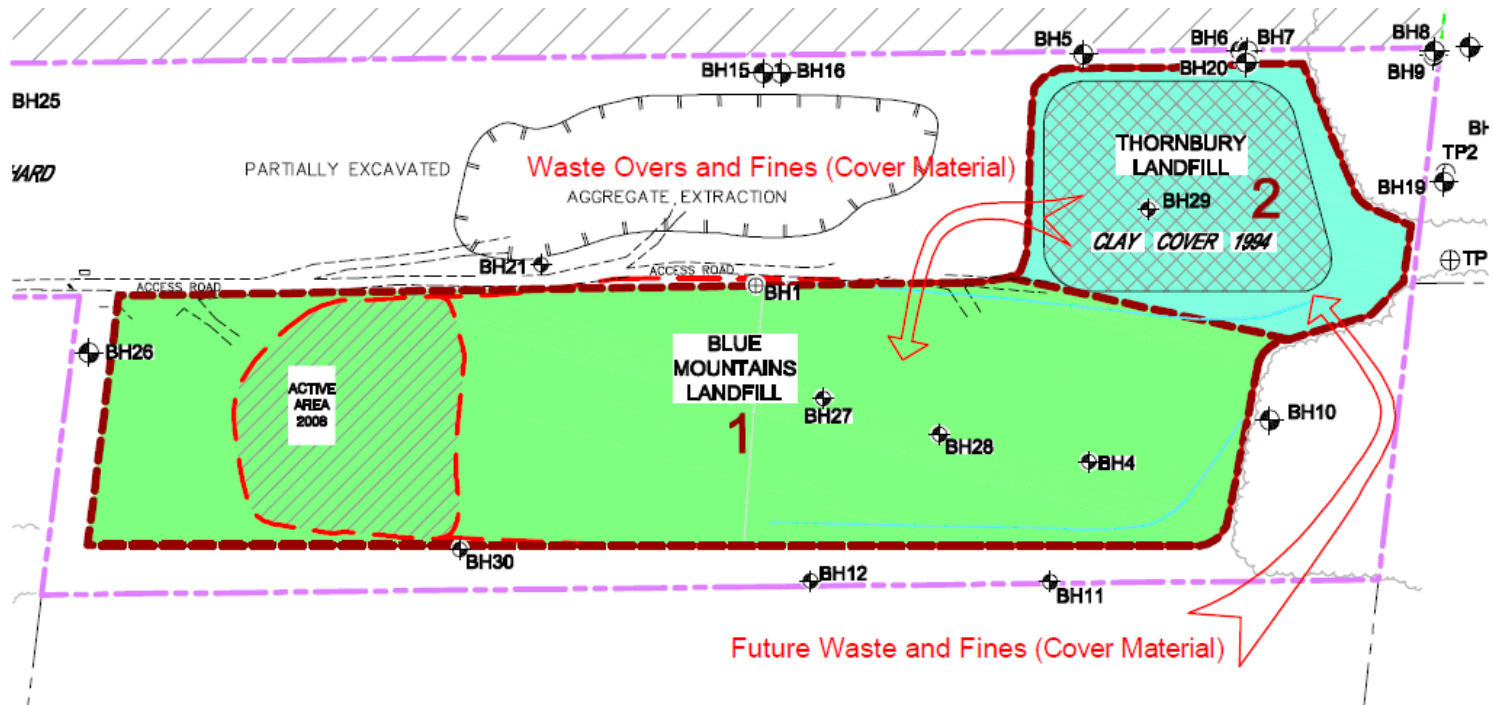 BH5
BH6
BH7
BH8
BH15
BH16
BH20
BH9
BH25
THORNBURY
LANDFILL
PARTIALLY EXCAVATED
Waste Overs and Fines (Cover Material)
HARD
TP2
BH19
AGGREGATE EXTRACTION
2
BH29
CLAY COVER 1994
BH21
ACCESS ROAD
TP
ACCESS ROAD
BH1
BH26
BLUE
MOUNTAINS
LANDFILL
ACTIVE
AREA
2008
1
BH27
BH10
BH28
BH4
BH30
BH12
BH11
Future Waste and Fines (Cover Material)